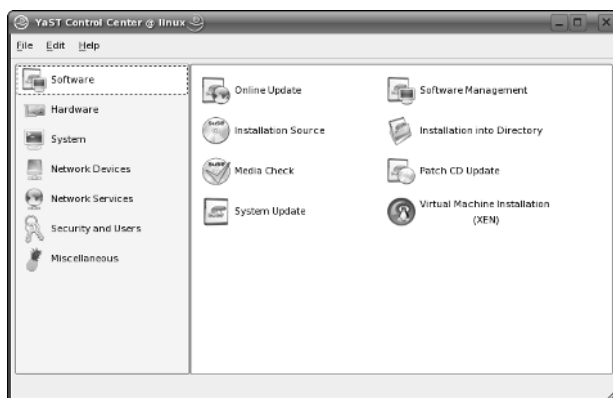 YaST Control Center @ linux
File Edit Help
Software
Hardware
System
Network Devices
Network Services
Security and Users
Miscellaneous
Online Update
Software Management
Installation Source
Installation into Directory
Media Check
Patch CD Update
System Update
Virtual Machine Installation
(XEN)